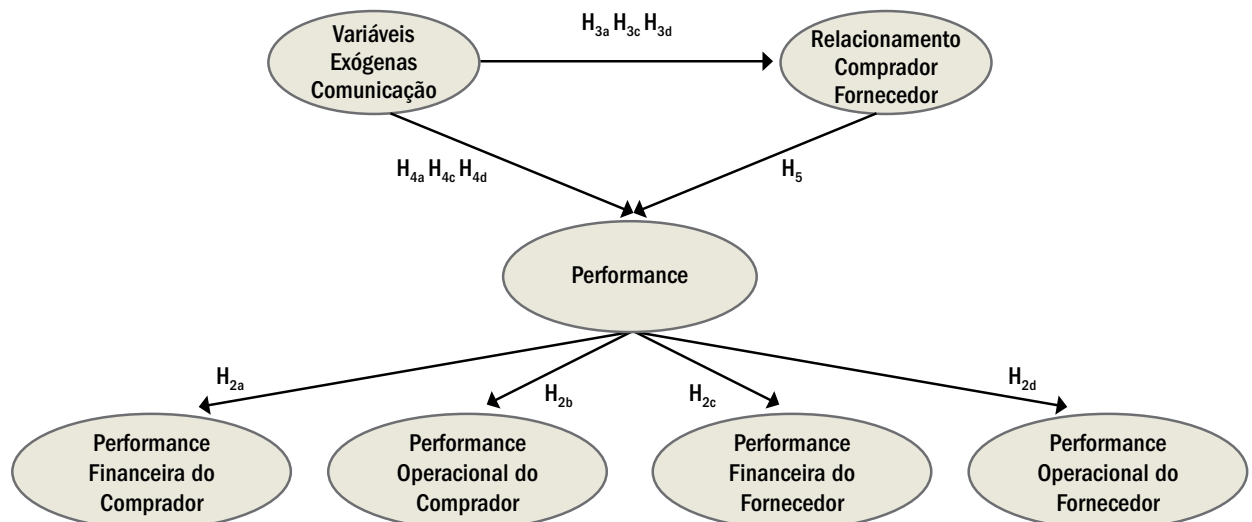 Variáveis
Exógenas
Comunicação
H3a H3c H3d
Relacionamento
Comprador
Fornecedor
H4a H4c H4d
H5
Performance
H2a
H2b
H2c
H2d
Performance
Financeira do
Comprador
Performance
Operacional do
Comprador
Performance
Financeira do
Fornecedor
Performance
Operacional do
Fornecedor